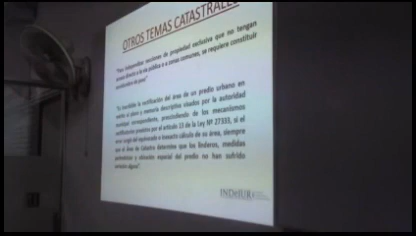 OTROS TEMAS CATASTRALES
"Para independizar secciones de propiedad exclusiva que no tengan
acceso directo a la vía pública o a zonas comunes, se requiere constituir
servidumbre de paso"
"Es inscribible la rectificación del área de un predio urbano en
mérito al plano y memoria descriptiva visados por la autoridad
municipal correspondiente, prescindiendo de los mecanismos
rectificatorios previstos por el artículo 13 de la Ley N° 27333, si el
error surgió del equivocado o inexacto cálculo de su área, siempre
que el área de Catastro determine que los linderos, medidas
perimétricas y ubicación espacial del predio no han sufrido
variación alguna".
INDHUR